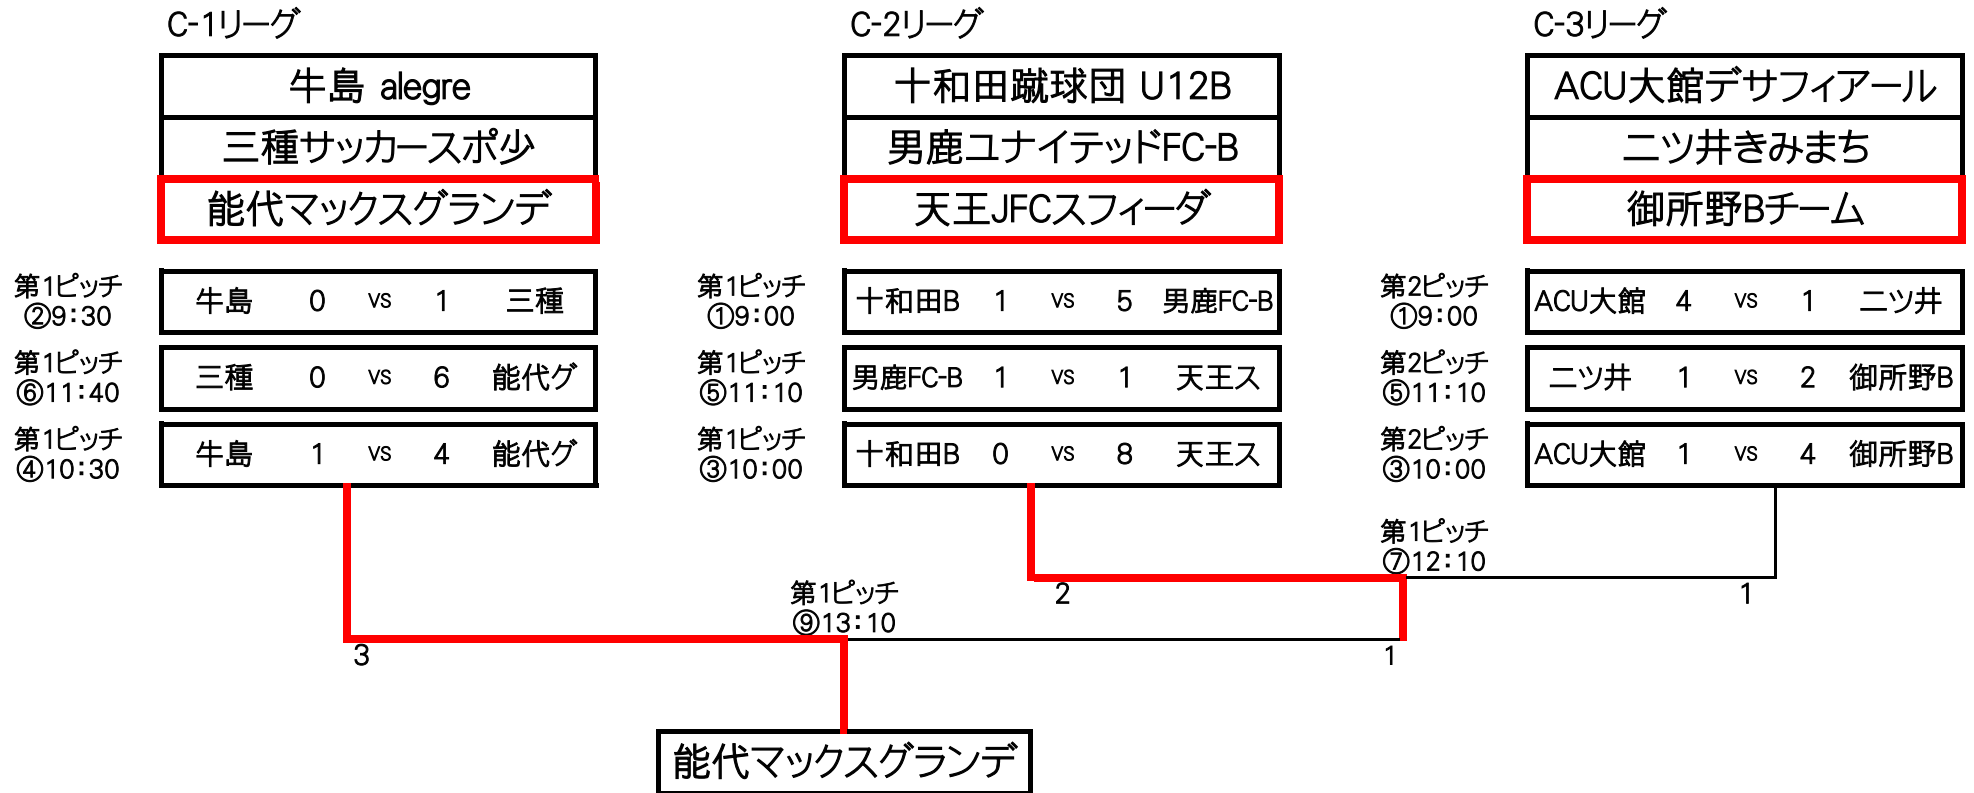 C-1リーグ
牛島 alegre
三種サッカースポ少
能代マックスグランデ
第1ピッチ
②9:30
牛島 0 vs 1 三種
第1ピッチ
⑥11:40
三種 0 vs 6 能代グ
第1ピッチ
④10:30
牛島 1 vs 4 能代グ
C-2リーグ
十和田蹴球団 U12B
男鹿ユナイテッドFC-B
天王JFCスフィーダ
第1ピッチ
①9:00
十和田B 1 vs 5 男鹿FC-B
第1ピッチ
⑤11:10
男鹿FC-B 1 vs 1 天王ス
第1ピッチ
③10:00
十和田B 0 vs 8 天王ス
C-3リーグ
ACU大館デサフィアール
二ツ井きみまち
御所野Bチーム
第2ピッチ
①9:00
ACU大館 4 vs 1 二ツ井
第2ピッチ
⑤11:10
二ツ井 1 vs 2 御所野B
第2ピッチ
③10:00
ACU大館 1 vs 4 御所野B
第1ピッチ
⑦12:10
2 1
第1ピッチ
⑨13:10
3 1
能代マックスグランデ